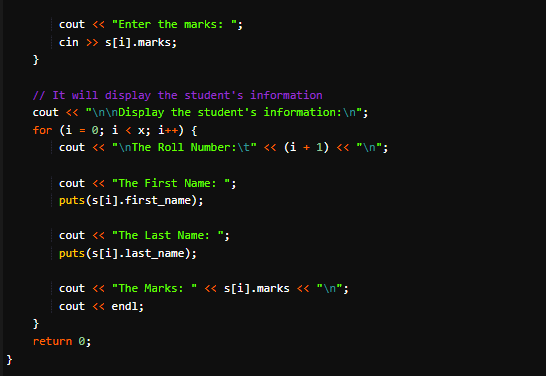 cout << "Enter the marks: ";
cin >> s[i].marks;
}
// It will display the student's information
cout << "\n\nDisplay the student's information:\n";
for (i = 0; i < x; i++) {
cout << "\nThe Roll Number:\t" << (i + 1) << "\n";
cout << "The First Name: ";
puts(s[i].first_name);
cout << "The Last Name: ";
puts(s[i].last_name);
cout << "The Marks: " << s[i].marks << "\n";
cout << endl;
}
return 0;
}